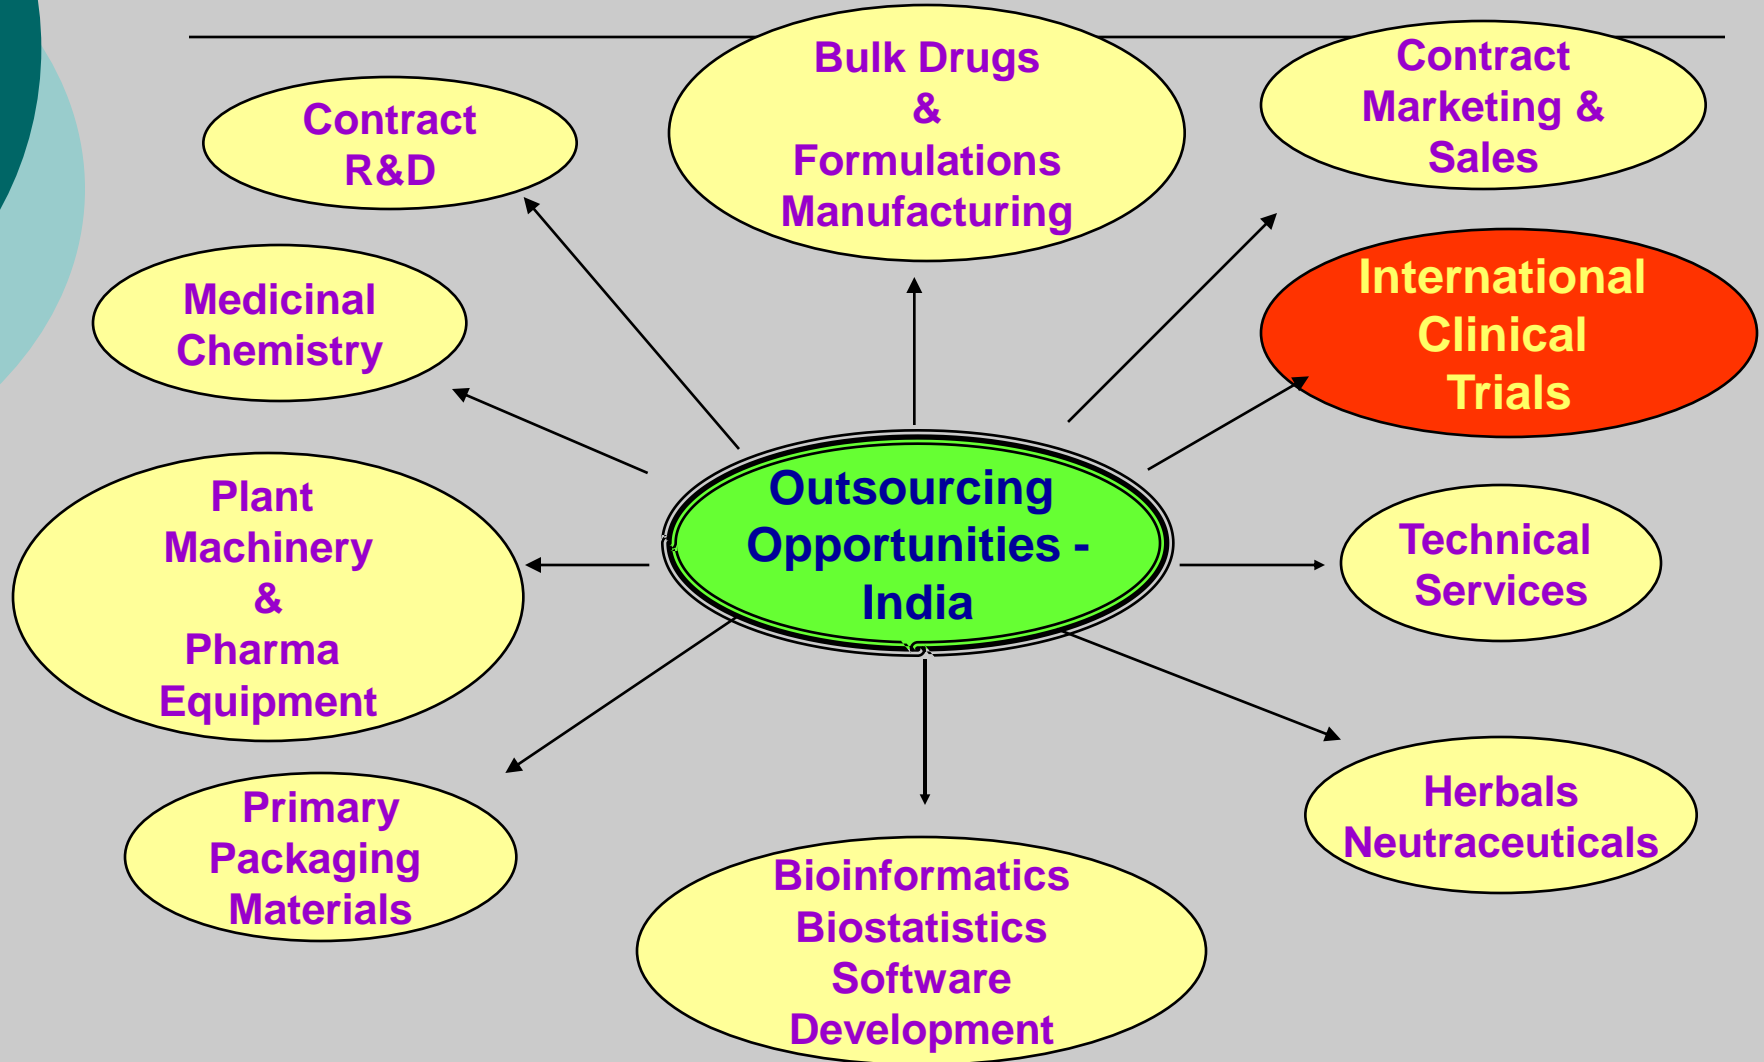 Bulk Drugs
&
Formulations
Manufacturing
Contract
Marketing &
Sales
Contract
R&D
International
Clinical
Trials
Medicinal
Chemistry
Outsourcing
Opportunities -
India
Plant
Machinery
&
Pharma
Equipment
Technical
Services
Primary
Packaging
Materials
Herbals
Neutraceuticals
Bioinformatics
Biostatistics
Software
Development